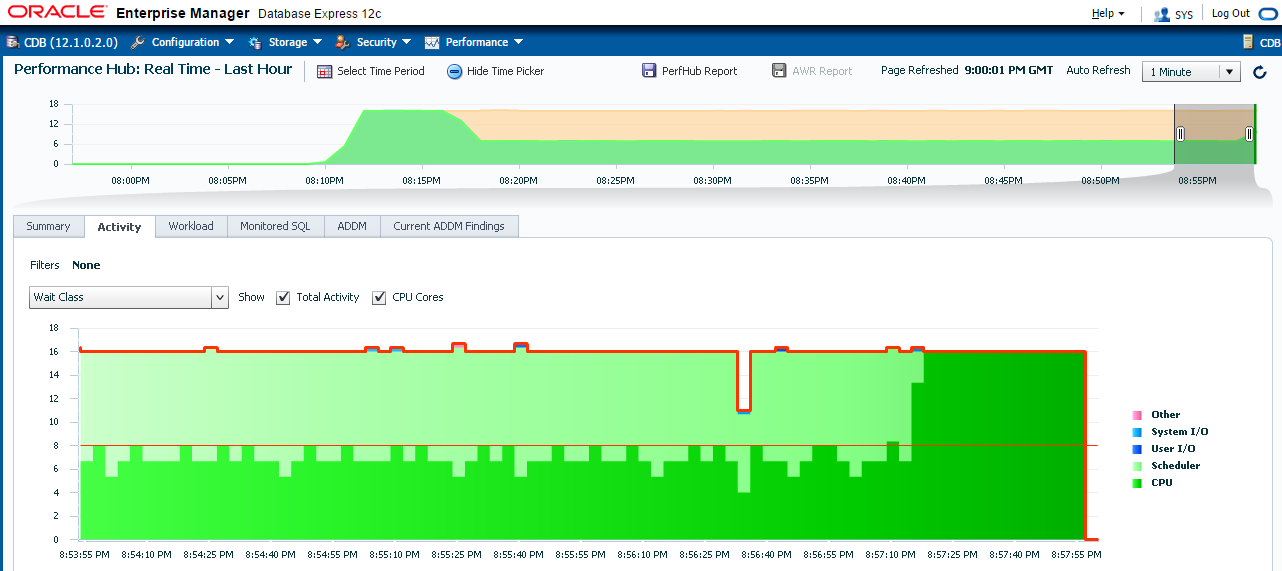 ORACLE Enterprise Manager Database Express 12c Help SYS Log Out
CDB (12.1.0.2.0) Configuration Storage Security Performance CDB
Performance Hub: Real Time - Last Hour Select Time Period Hide Time Picker PerfHub Report AWR Report Page Refreshed 9:00:01 PM GMT Auto Refresh 1 Minute
18
12
6
0
08:00PM 08:05PM 08:10PM 08:15PM 08:20PM 08:25PM 08:30PM 08:35PM 08:40PM 08:45PM 08:50PM 08:55PM
Summary Activity Workload Monitored SQL ADDM Current ADDM Findings
Filters None
Wait Class Show Total Activity CPU Cores
18
16
14
12
10
8
6
4
2
0
8:53:55 PM 8:54:10 PM 8:54:25 PM 8:54:40 PM 8:54:55 PM 8:55:10 PM 8:55:25 PM 8:55:40 PM 8:55:55 PM 8:56:10 PM 8:56:25 PM 8:56:40 PM 8:56:55 PM 8:57:10 PM 8:57:25 PM 8:57:40 PM 8:57:55 PM
Other
System I/O
User I/O
Scheduler
CPU